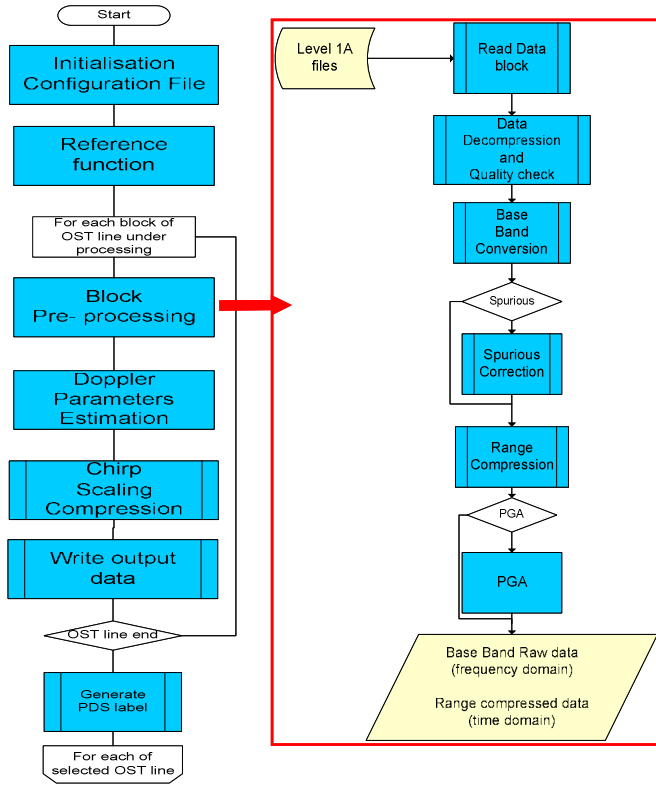 Start
Initialisation
Configuration File
Reference
function
For each block of
OST line under
processing
Block
Pre- processing
Doppler
Parameters
Estimation
Chirp
Scaling
Compression
Write output
data
OST line end
Generate
PDS label
For each of
selected OST line
Level 1A
files
Read Data
block
Data
Decompression
and
Quality check
Base
Band
Conversion
Spurious
Spurious
Correction
Range
Compression
PGA
PGA
Base Band Raw data
(frequency domain)
Range compressed data
(time domain)